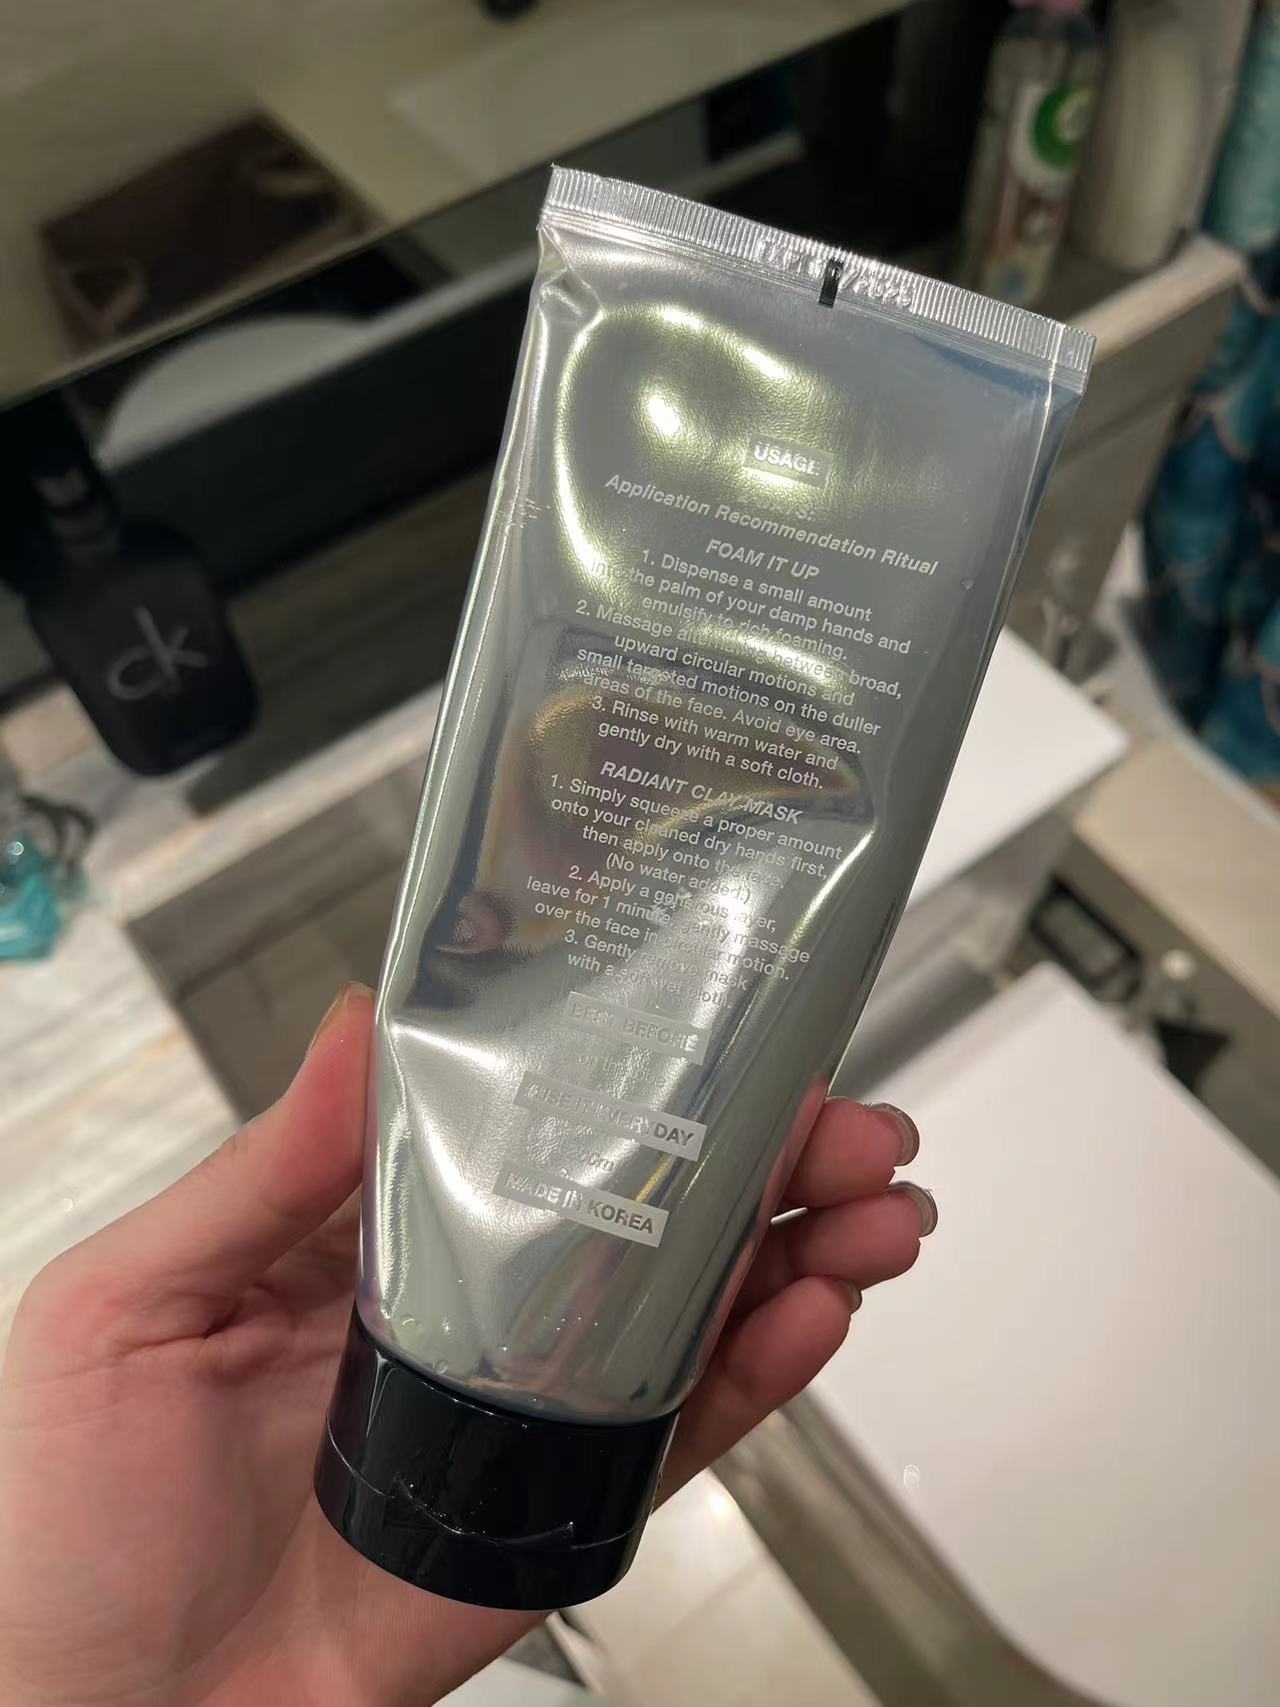 USAGE
Application Recommendation Ritual
FOAM IT UP
1. Dispense a small amount
the palm of your damp hands and
emulsify to rich foaming.
2. Massage between broad,
upward circular motions and
small targeted motions on the duller
areas of the face. Avoid eye area.
3. Rinse with warm water and
gently dry with a soft cloth.
RADIANT CLAY MASK
1. Simply squeeze a proper amount
onto your cleaned dry hands first,
then apply onto the face.
(No water added)
2. Apply a generous layer,
leave for 1 minute, gently massage
over the face in circular motion.
3. Gently remove mask
with a soft wet cloth.
BEST BEFORE
USE IT EVERYDAY
MADE IN KOREA
ck